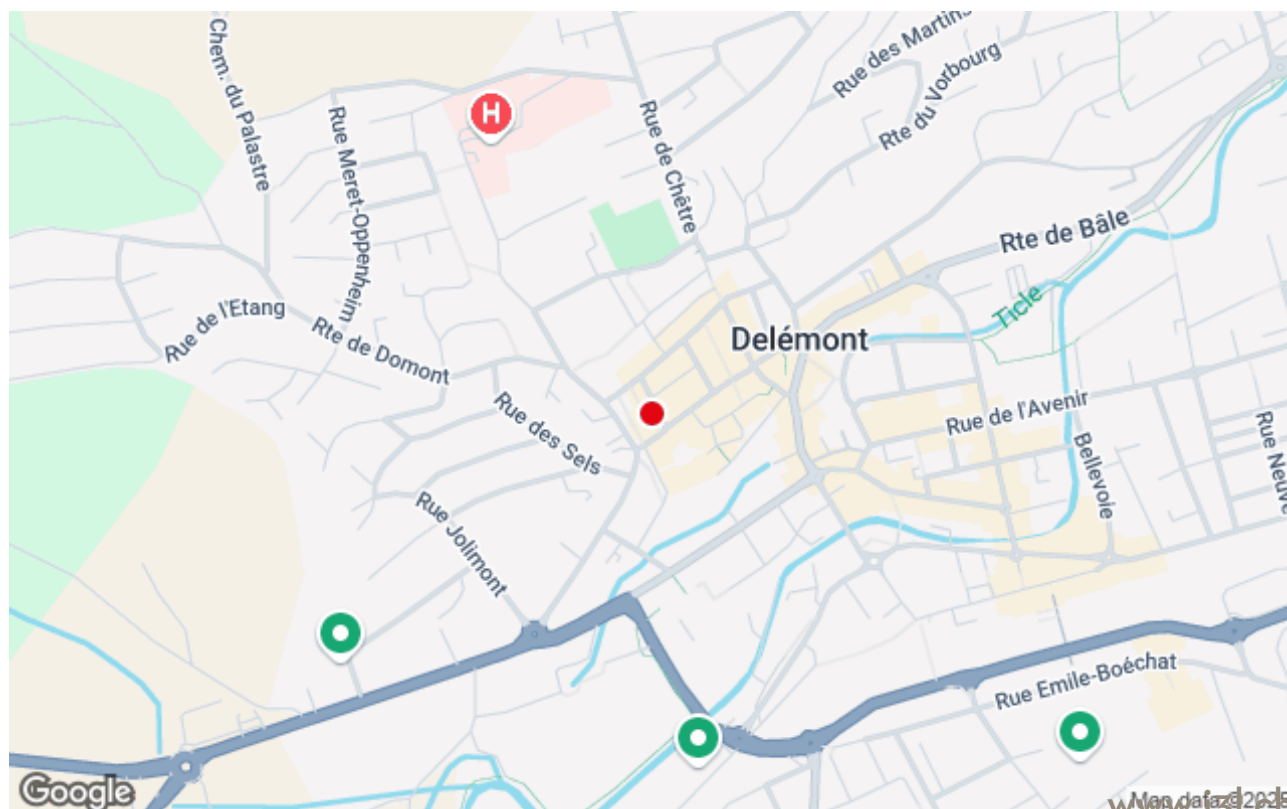 Chem. du Palastre
Rue Meret-Oppenheim
H
Rue de Chêtre
Rue des Martins
Rte du Vorbourg
Rte de Bâle
Ticle
Delémont
Rue de l'Etang
Rte de Domont
Rue des Sels
Rue de l'Avenir
Bellevoie
Rue Neuve
Rue Jolimont
Rue Emile-Boéchat
Google